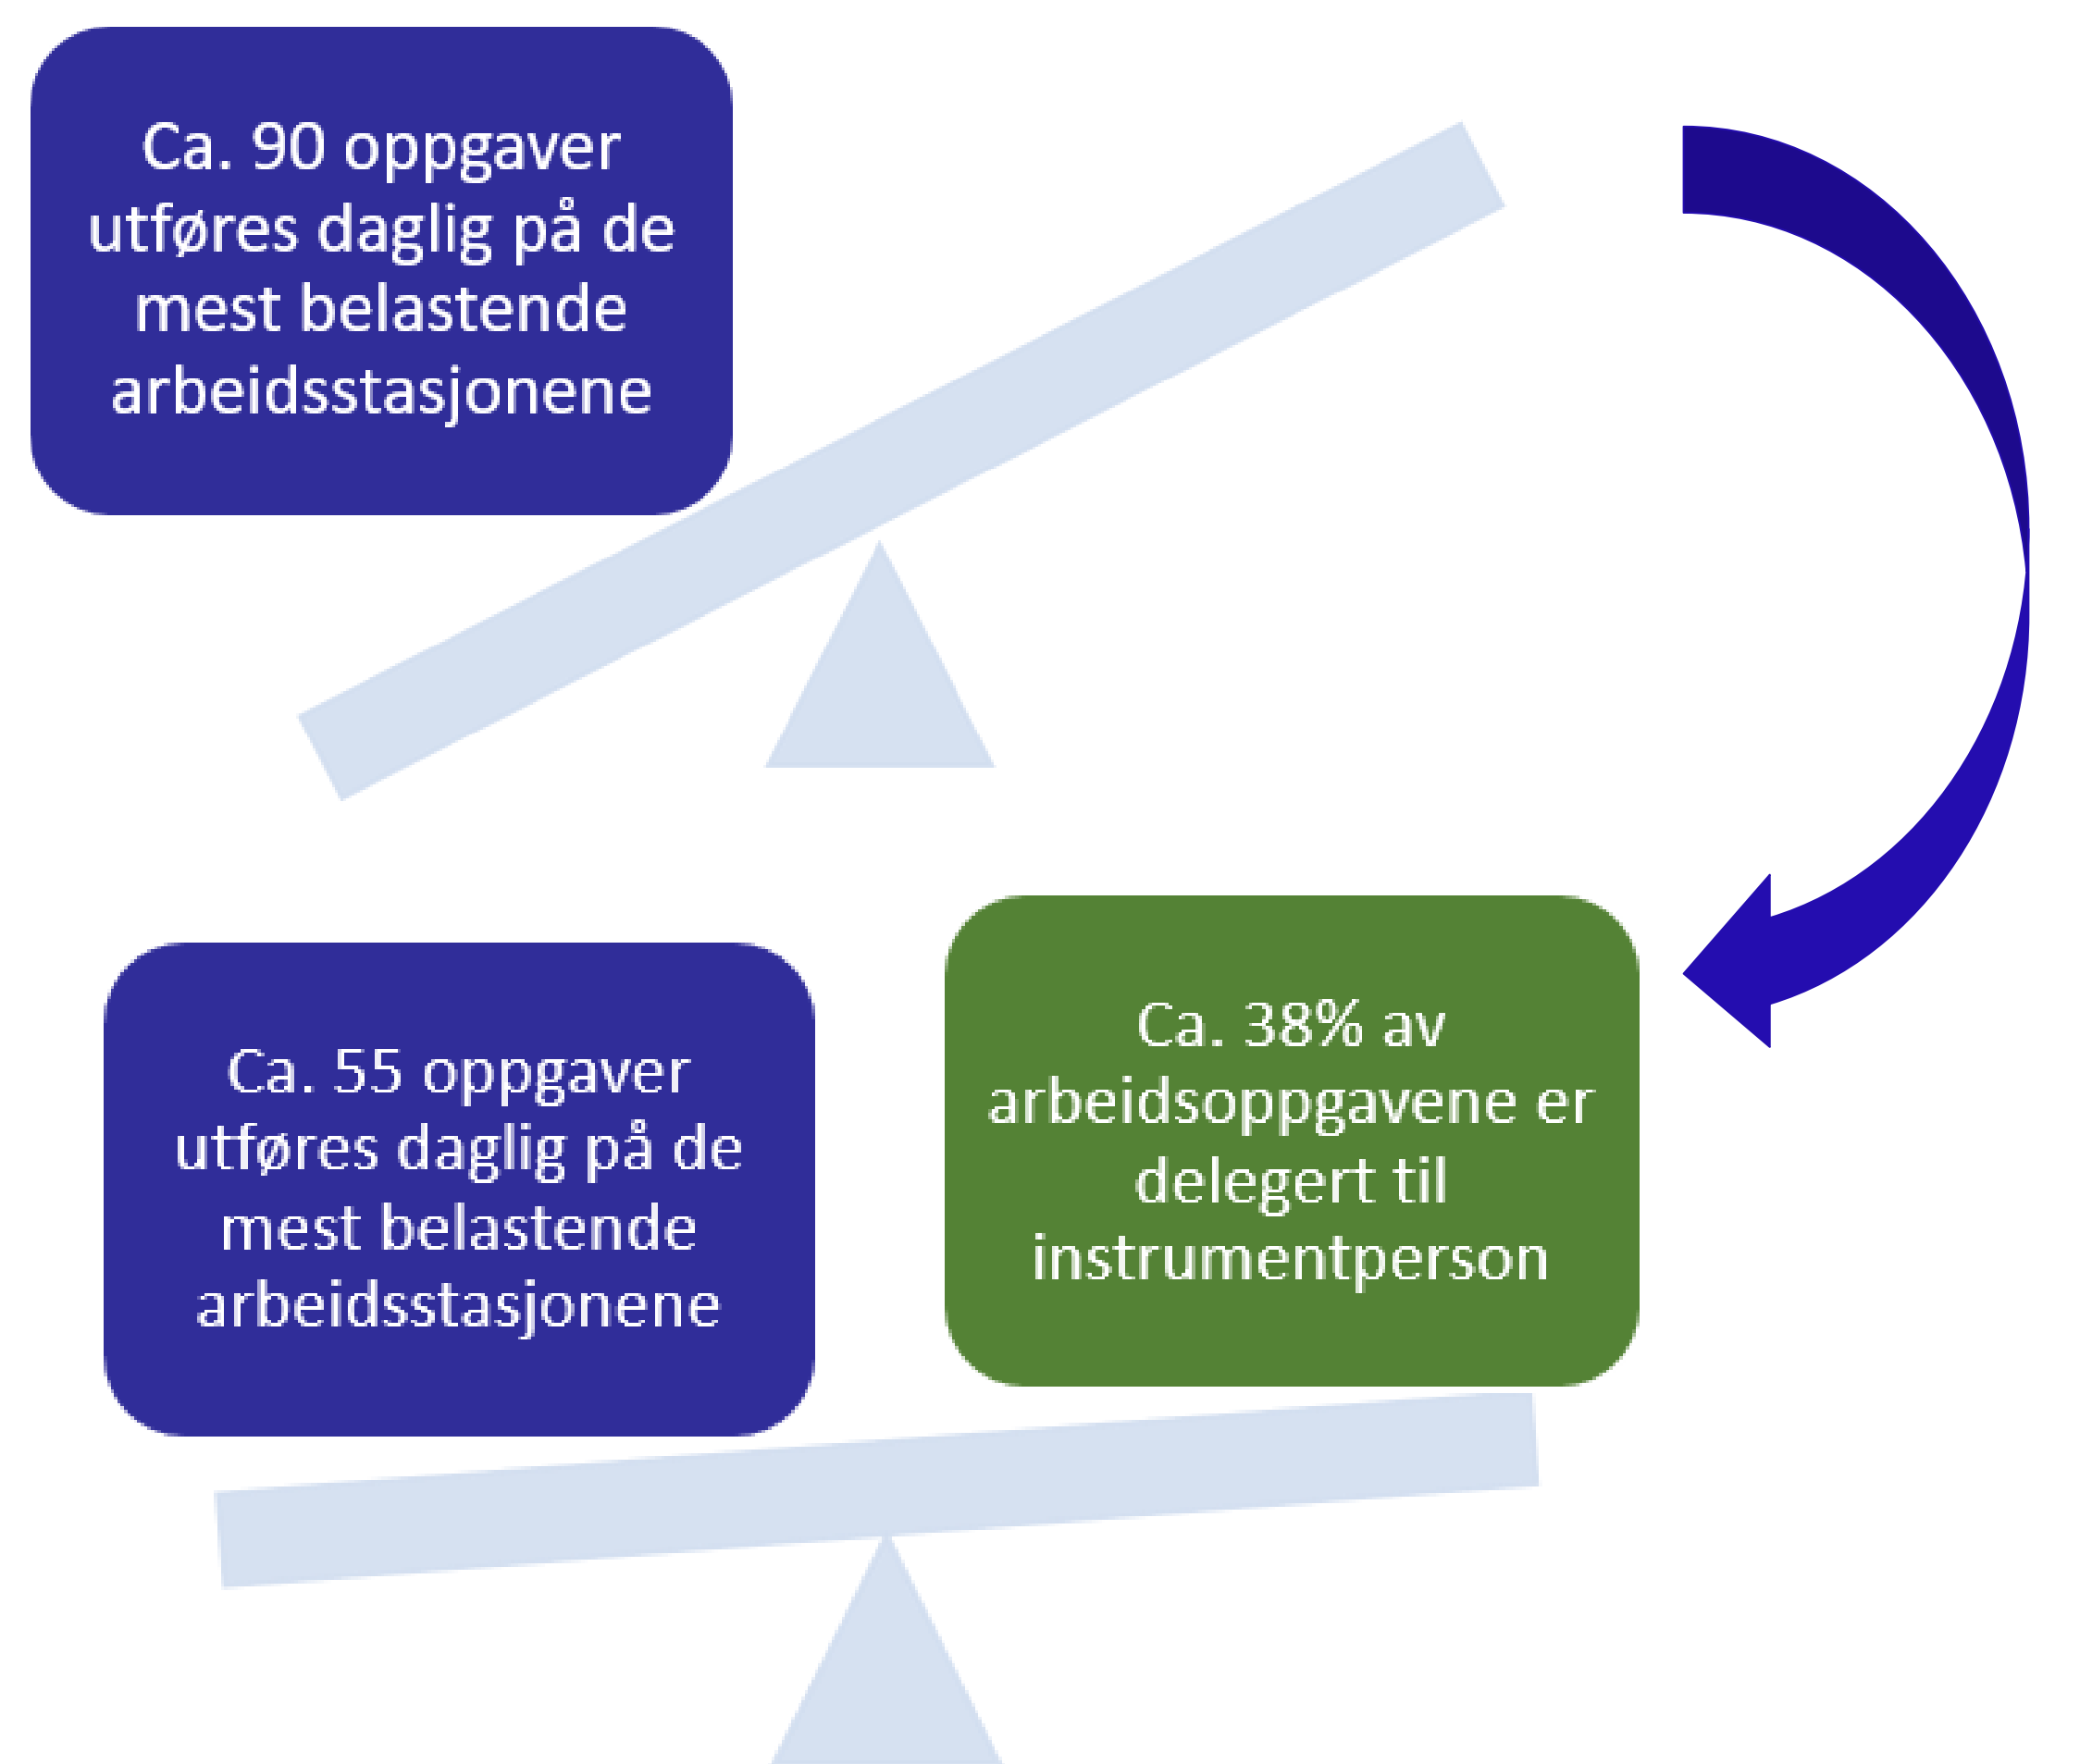 Ca. 90 oppgaver
utføres daglig på de
mest belastende
arbeidsstasjonene
Ca. 55 oppgaver
utføres daglig på de
mest belastende
arbeidsstasjonene
Ca. 38% av
arbeidsoppgavene er
delegert til
instrumentperson